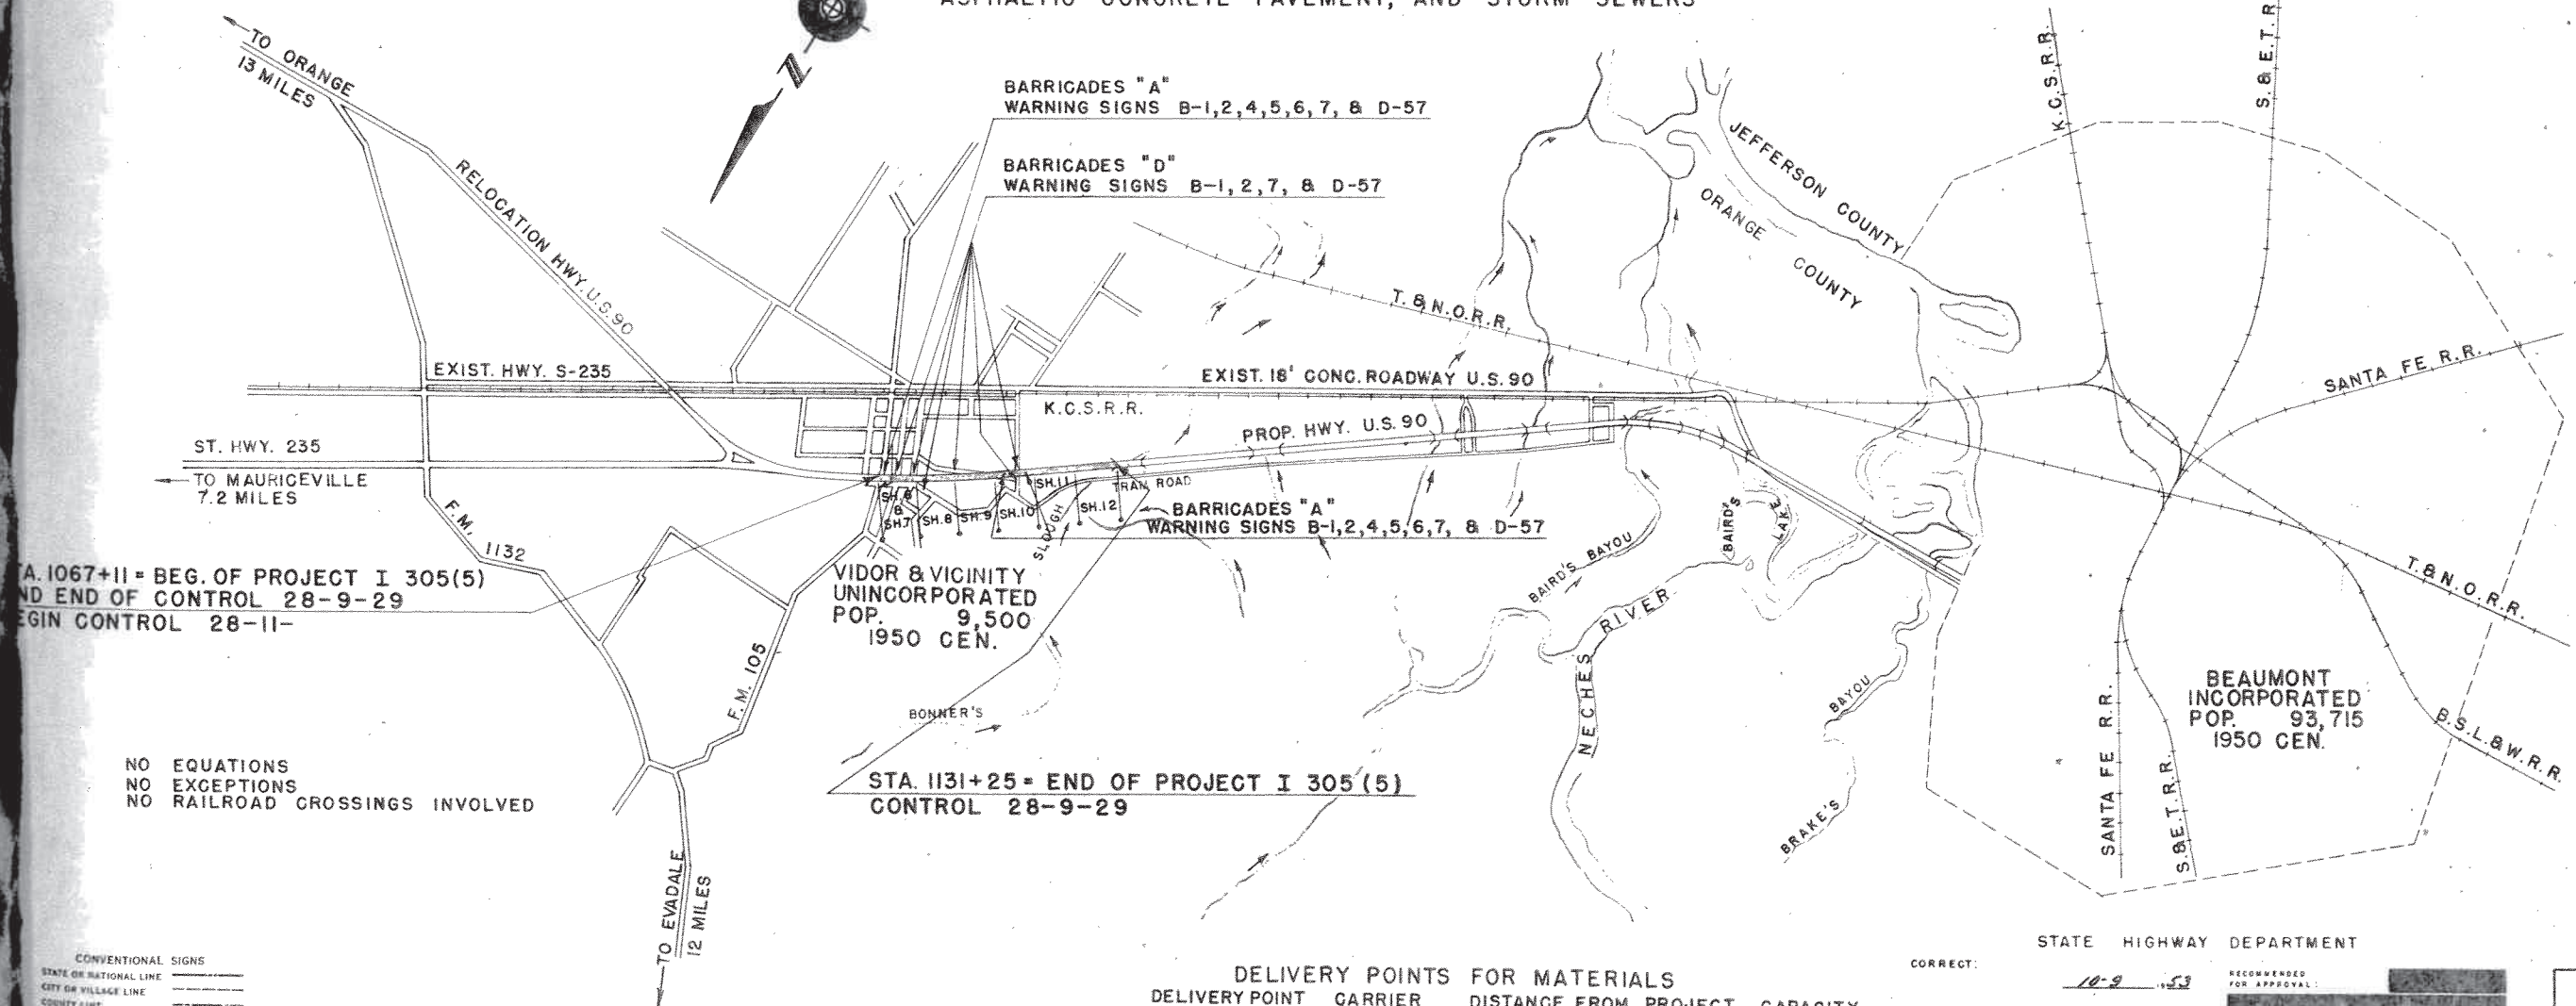 ASPHALTIC CONCRETE PAVEMENT, AND STORM SEWERS
TO ORANGE
13 MILES
N
BARRICADES "A"
WARNING SIGNS B-1,2,4,5,6,7, & D-57
BARRICADES "D"
WARNING SIGNS B-1, 2, 7, & D-57
K.C.S.R.R.
S.&E.T.R
JEFFERSON COUNTY
ORANGE COUNTY
RELOCATION HWY. U.S. 90
T.&N.O.R.R.
EXIST. HWY. S-235
EXIST. 18' CONC. ROADWAY U.S. 90
SANTA FE R.R.
K.C.S.R.R.
PROP. HWY. U.S. 90
ST. HWY. 235
TO MAURICEVILLE
7.2 MILES
TRAM ROAD
SH. 6
&
SH.7
SH.8
SH.9
SH.10
SH.11
SH.12
SLOUGH
BARRICADES "A"
WARNING SIGNS B-1,2,4,5,6,7, & D-57
BAIRD'S LAKE
BAIRD'S BAYOU
F.M. 1132
TA. 1067+11 = BEG. OF PROJECT I 305(5)
ND END OF CONTROL 28-9-29
EGIN CONTROL 28-11-
VIDOR & VICINITY
UNINCORPORATED
POP. 9,500
1950 CEN.
NECHES RIVER
T.&N.O.R.R.
F.M. 105
BONNER'S
BRAKE'S BAYOU
BEAUMONT
INCORPORATED
POP. 93,715
1950 CEN.
SANTA FE R.R.
S.&E.T.R.R.
B.S.L.&W.R.R.
NO EQUATIONS
NO EXCEPTIONS
NO RAILROAD CROSSINGS INVOLVED
STA. 1131+25 = END OF PROJECT I 305(5)
CONTROL 28-9-29
TO EVADALE
12 MILES
CONVENTIONAL SIGNS
STATE OR NATIONAL LINE
CITY OR VILLAGE LINE
COUNTY LINE
DELIVERY POINTS FOR MATERIALS
DELIVERY POINT CARRIER DISTANCE FROM PROJECT CAPACITY
STATE HIGHWAY DEPARTMENT
CORRECT:
10-9 53
RECOMMENDED
FOR APPROVAL: